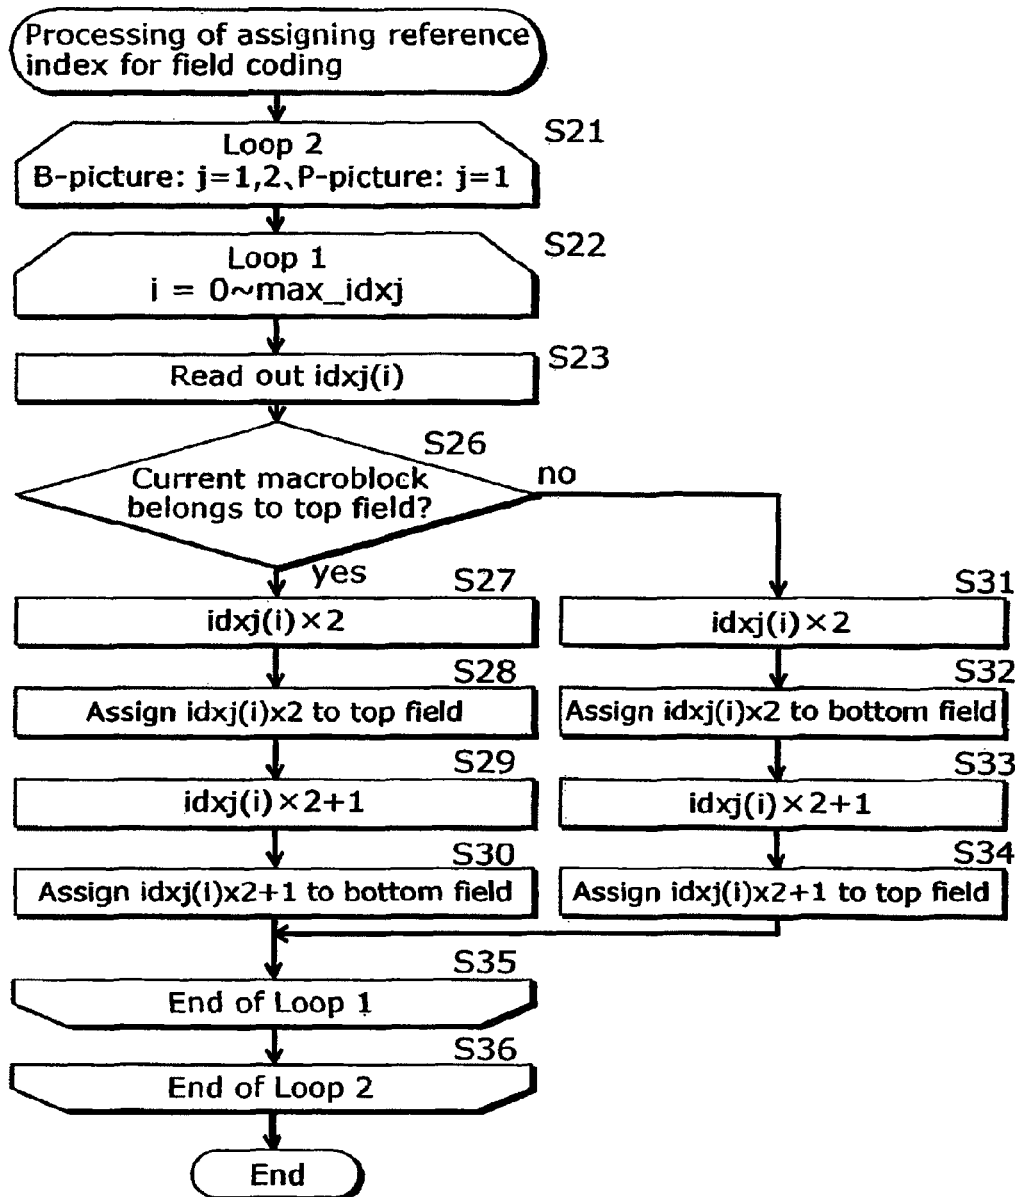 Processing of assigning reference
index for field coding
S21
Loop 2
B-picture: j=1,2、P-picture: j=1
S22
Loop 1
i = 0~max_idxj
S23
Read out idxj(i)
S26
Current macroblock
belongs to top field?
no
yes
S27
idxj(i)×2
S28
Assign idxj(i)x2 to top field
S29
idxj(i)×2+1
S30
Assign idxj(i)x2+1 to bottom field
S31
idxj(i)×2
S32
Assign idxj(i)x2 to bottom field
S33
idxj(i)×2+1
S34
Assign idxj(i)x2+1 to top field
S35
End of Loop 1
S36
End of Loop 2
End